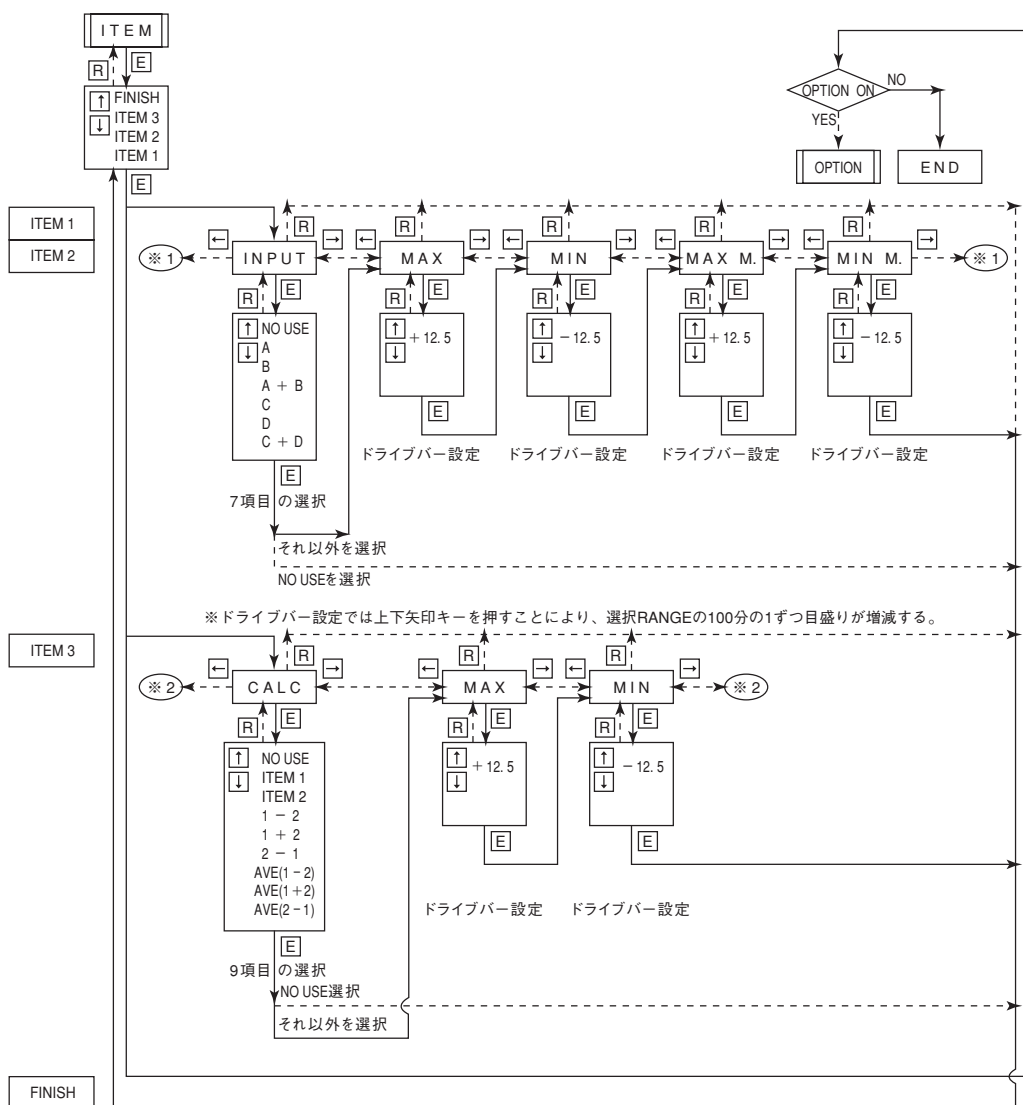 ITEM
R E
↑ FINISH
↓ ITEM 3
ITEM 2
ITEM 1
E
OPTION ON NO
YES
OPTION END
ITEM 1
ITEM 2
R R R R R
← → ← → ← → ← → ← →
※1 INPUT MAX MIN MAX M. MIN M. ※1
R E R E R E R E R E
↑ NO USE
↓ A
B
A + B
C
D
C + D
↑ ↓ +12.5
↑ ↓ −12.5
↑ ↓ +12.5
↑ ↓ −12.5
E E E E
ドライブバー設定 ドライブバー設定 ドライブバー設定 ドライブバー設定
E
7項目の選択
それ以外を選択
NO USEを選択
※ドライブバー設定では上下矢印キーを押すことにより、選択RANGEの100分の1ずつ目盛りが増減する。
ITEM 3
R R R
← → ← → ← →
※2 CALC MAX MIN ※2
R E R E R E
↑ NO USE
↓ ITEM 1
ITEM 2
1 − 2
1 + 2
2 − 1
AVE(1−2)
AVE(1+2)
AVE(2−1)
↑ ↓ +12.5
↑ ↓ −12.5
E E
ドライブバー設定 ドライブバー設定
E
9項目の選択
NO USE選択
それ以外を選択
FINISH